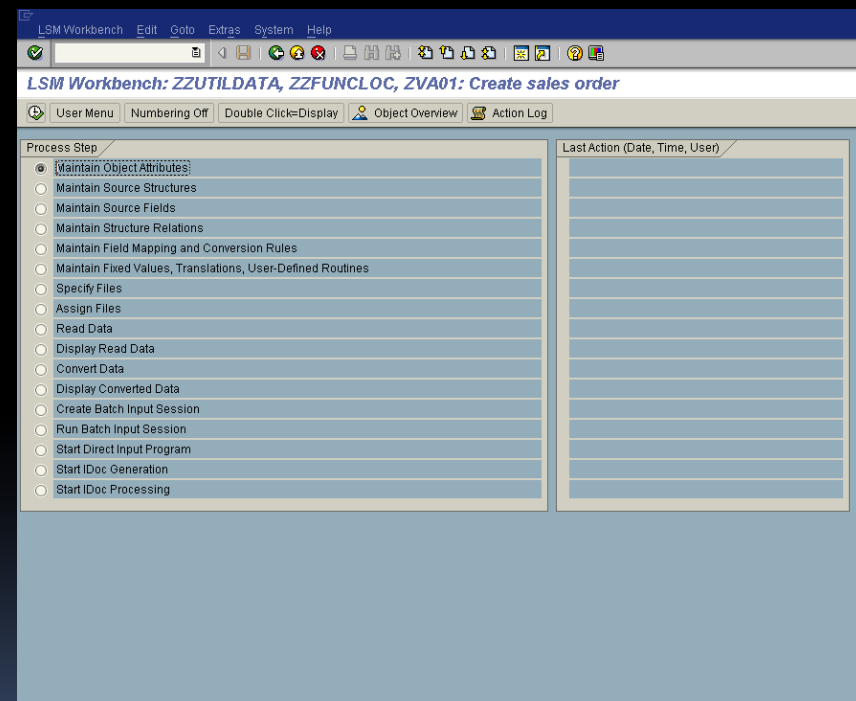 LSM Workbench Edit Goto Extras System Help
LSM Workbench: ZZUTILDATA, ZZFUNCLOC, ZVA01: Create sales order
User Menu Numbering Off Double Click=Display Object Overview Action Log
Process Step Last Action (Date, Time, User)
Maintain Object Attributes
Maintain Source Structures
Maintain Source Fields
Maintain Structure Relations
Maintain Field Mapping and Conversion Rules
Maintain Fixed Values, Translations, User-Defined Routines
Specify Files
Assign Files
Read Data
Display Read Data
Convert Data
Display Converted Data
Create Batch Input Session
Run Batch Input Session
Start Direct Input Program
Start IDoc Generation
Start IDoc Processing